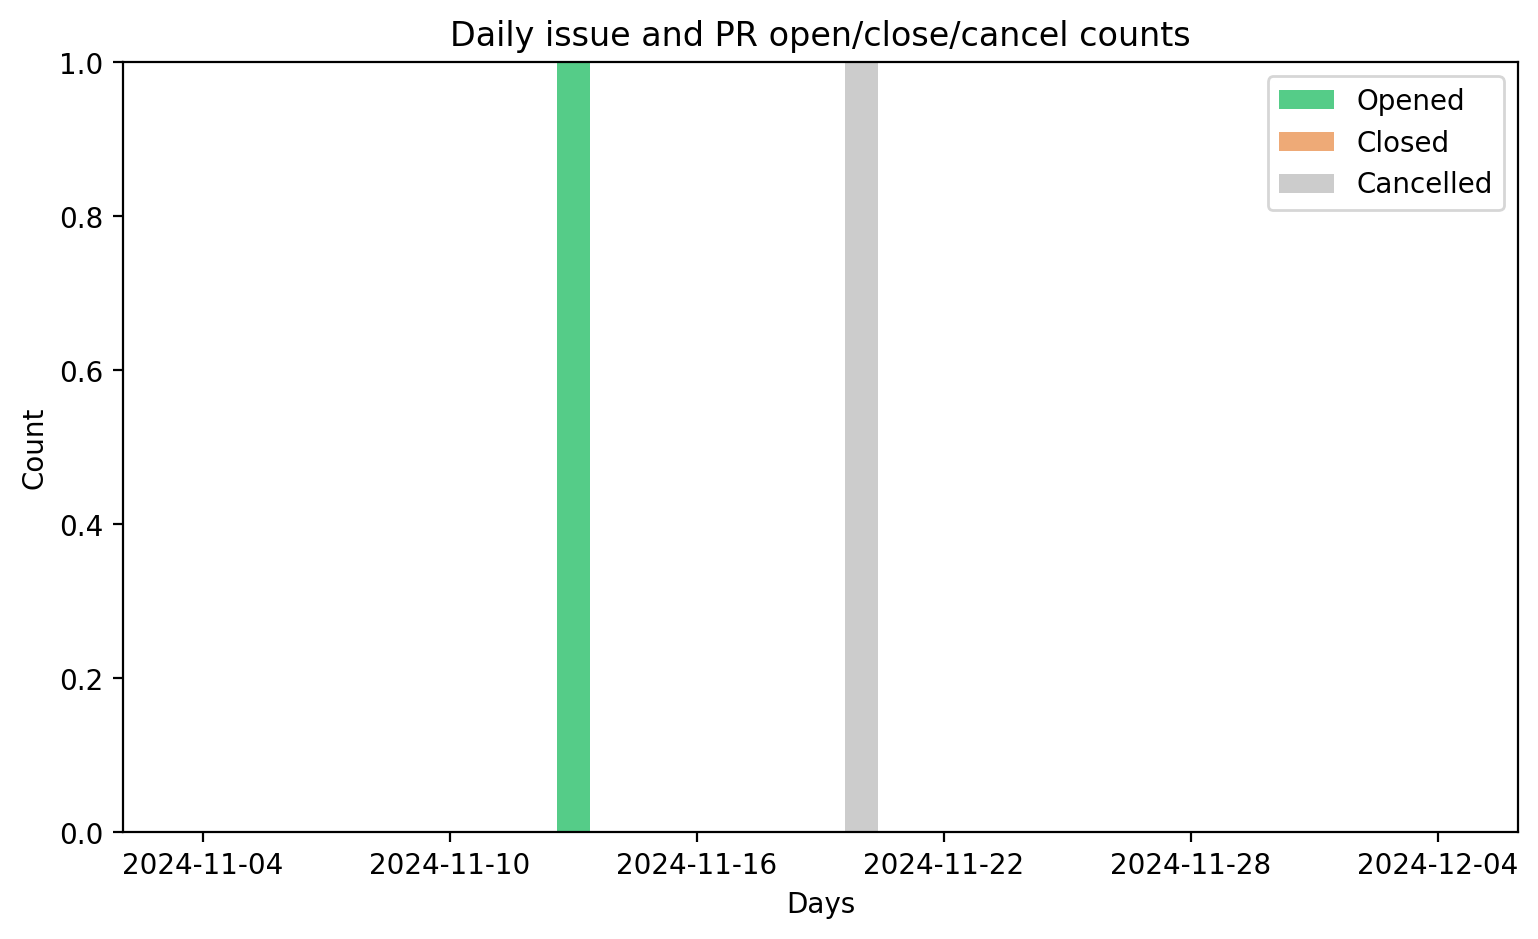 Daily issue and PR open/close/cancel counts
1.0
0.8
0.6
0.4
0.2
0.0
Count
Opened
Closed
Cancelled
2024-11-04
2024-11-10
2024-11-16
2024-11-22
2024-11-28
2024-12-04
Days